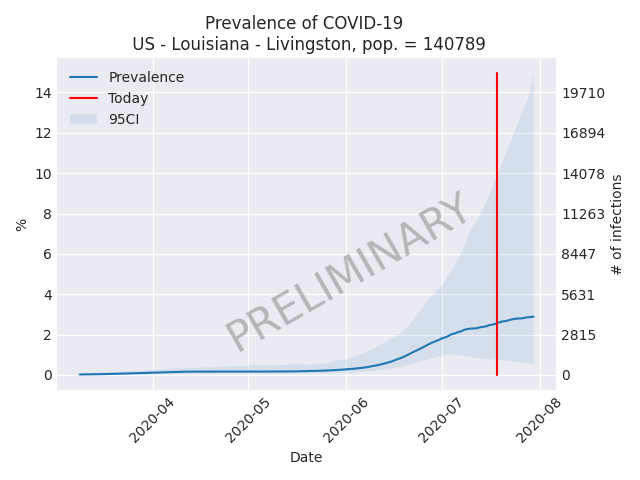 Prevalence of COVID-19
US - Louisiana - Livingston, pop. = 140789
Prevalence
Today
95CI
14
12
10
8
6
4
2
0
%
19710
16894
14078
11263
8447
5631
2815
0
# of infections
PRELIMINARY
2020-04
2020-05
2020-06
2020-07
2020-08
Date